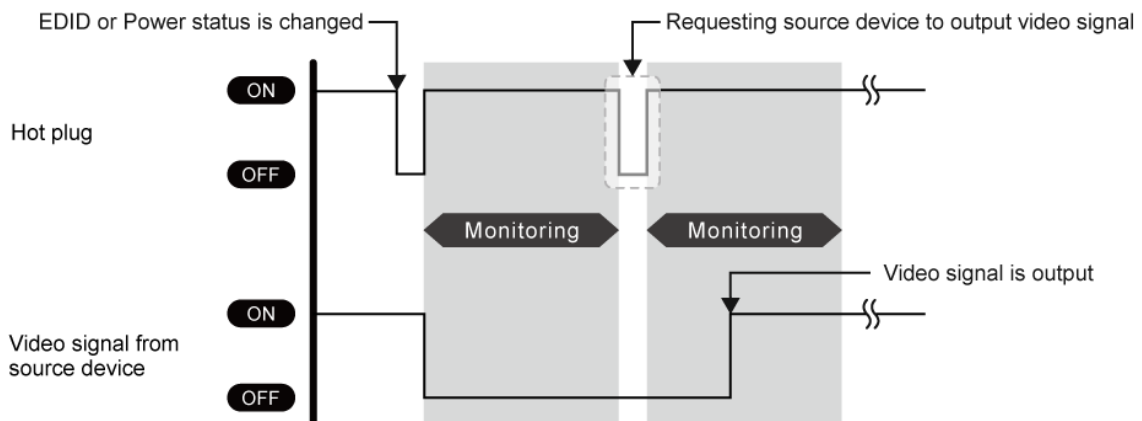 EDID or Power status is changed
Requesting source device to output video signal
ON
Hot plug
OFF
Monitoring
Monitoring
Video signal is output
ON
Video signal from
source device
OFF